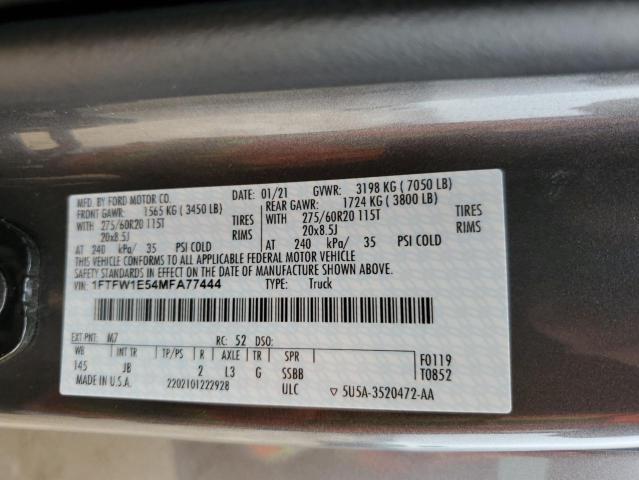 MFD. BY FORD MOTOR CO. DATE: 01/21 GVWR: 3198 KG ( 7050 LB)
FRONT GAWR: 1565 KG ( 3450 LB) REAR GAWR: 1724 KG ( 3800 LB)
WITH 275/60R20 115T TIRES WITH 275/60R20 115T TIRES
20x8.5J RIMS 20x8.5J RIMS
AT 240 kPa/ 35 PSI COLD AT 240 kPa/ 35 PSI COLD
THIS VEHICLE CONFORMS TO ALL APPLICABLE FEDERAL MOTOR VEHICLE
SAFETY STANDARDS IN EFFECT ON THE DATE OF MANUFACTURE SHOWN ABOVE.
VIN: 1FTFW1E54MFA77444 TYPE: Truck
EXT PNT: M7 RC: 52 DSO:
WB INT TR TP/PS R AXLE TR SPR F0119
145 JB 2 L3 G SSBB T0852
MADE IN U.S.A. 2202101222928 ULC ▽ 5U5A-3520472-AA